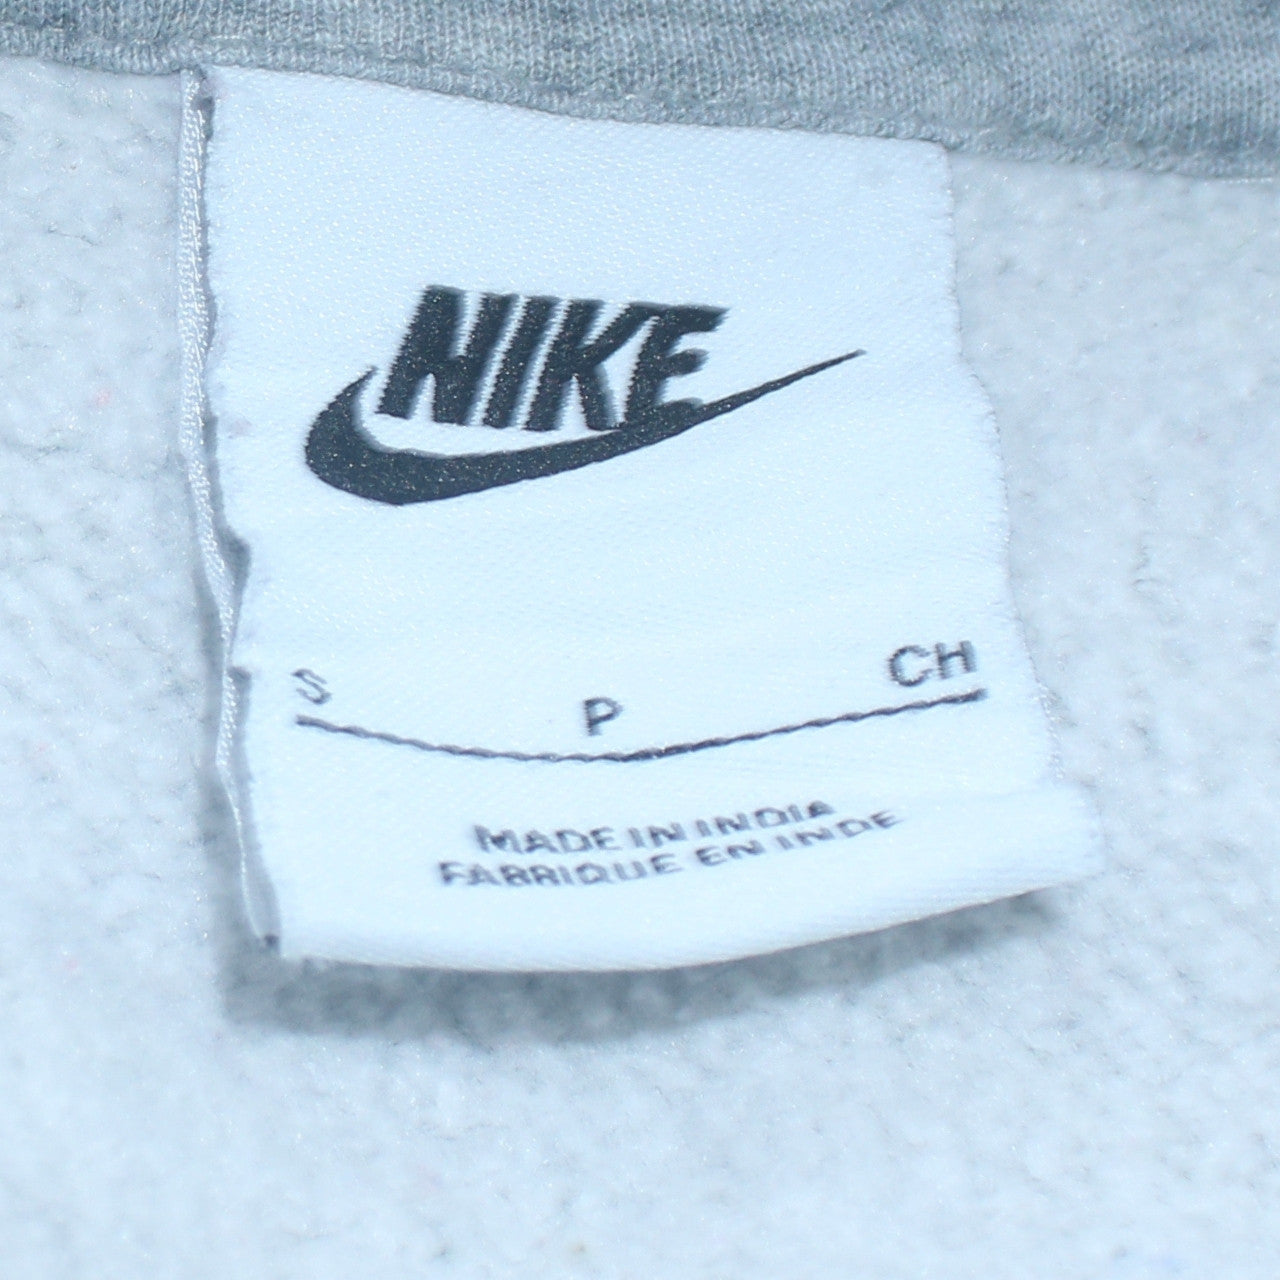 NIKE
S P CH
MADE IN INDIA
FABRIQUE EN INDE